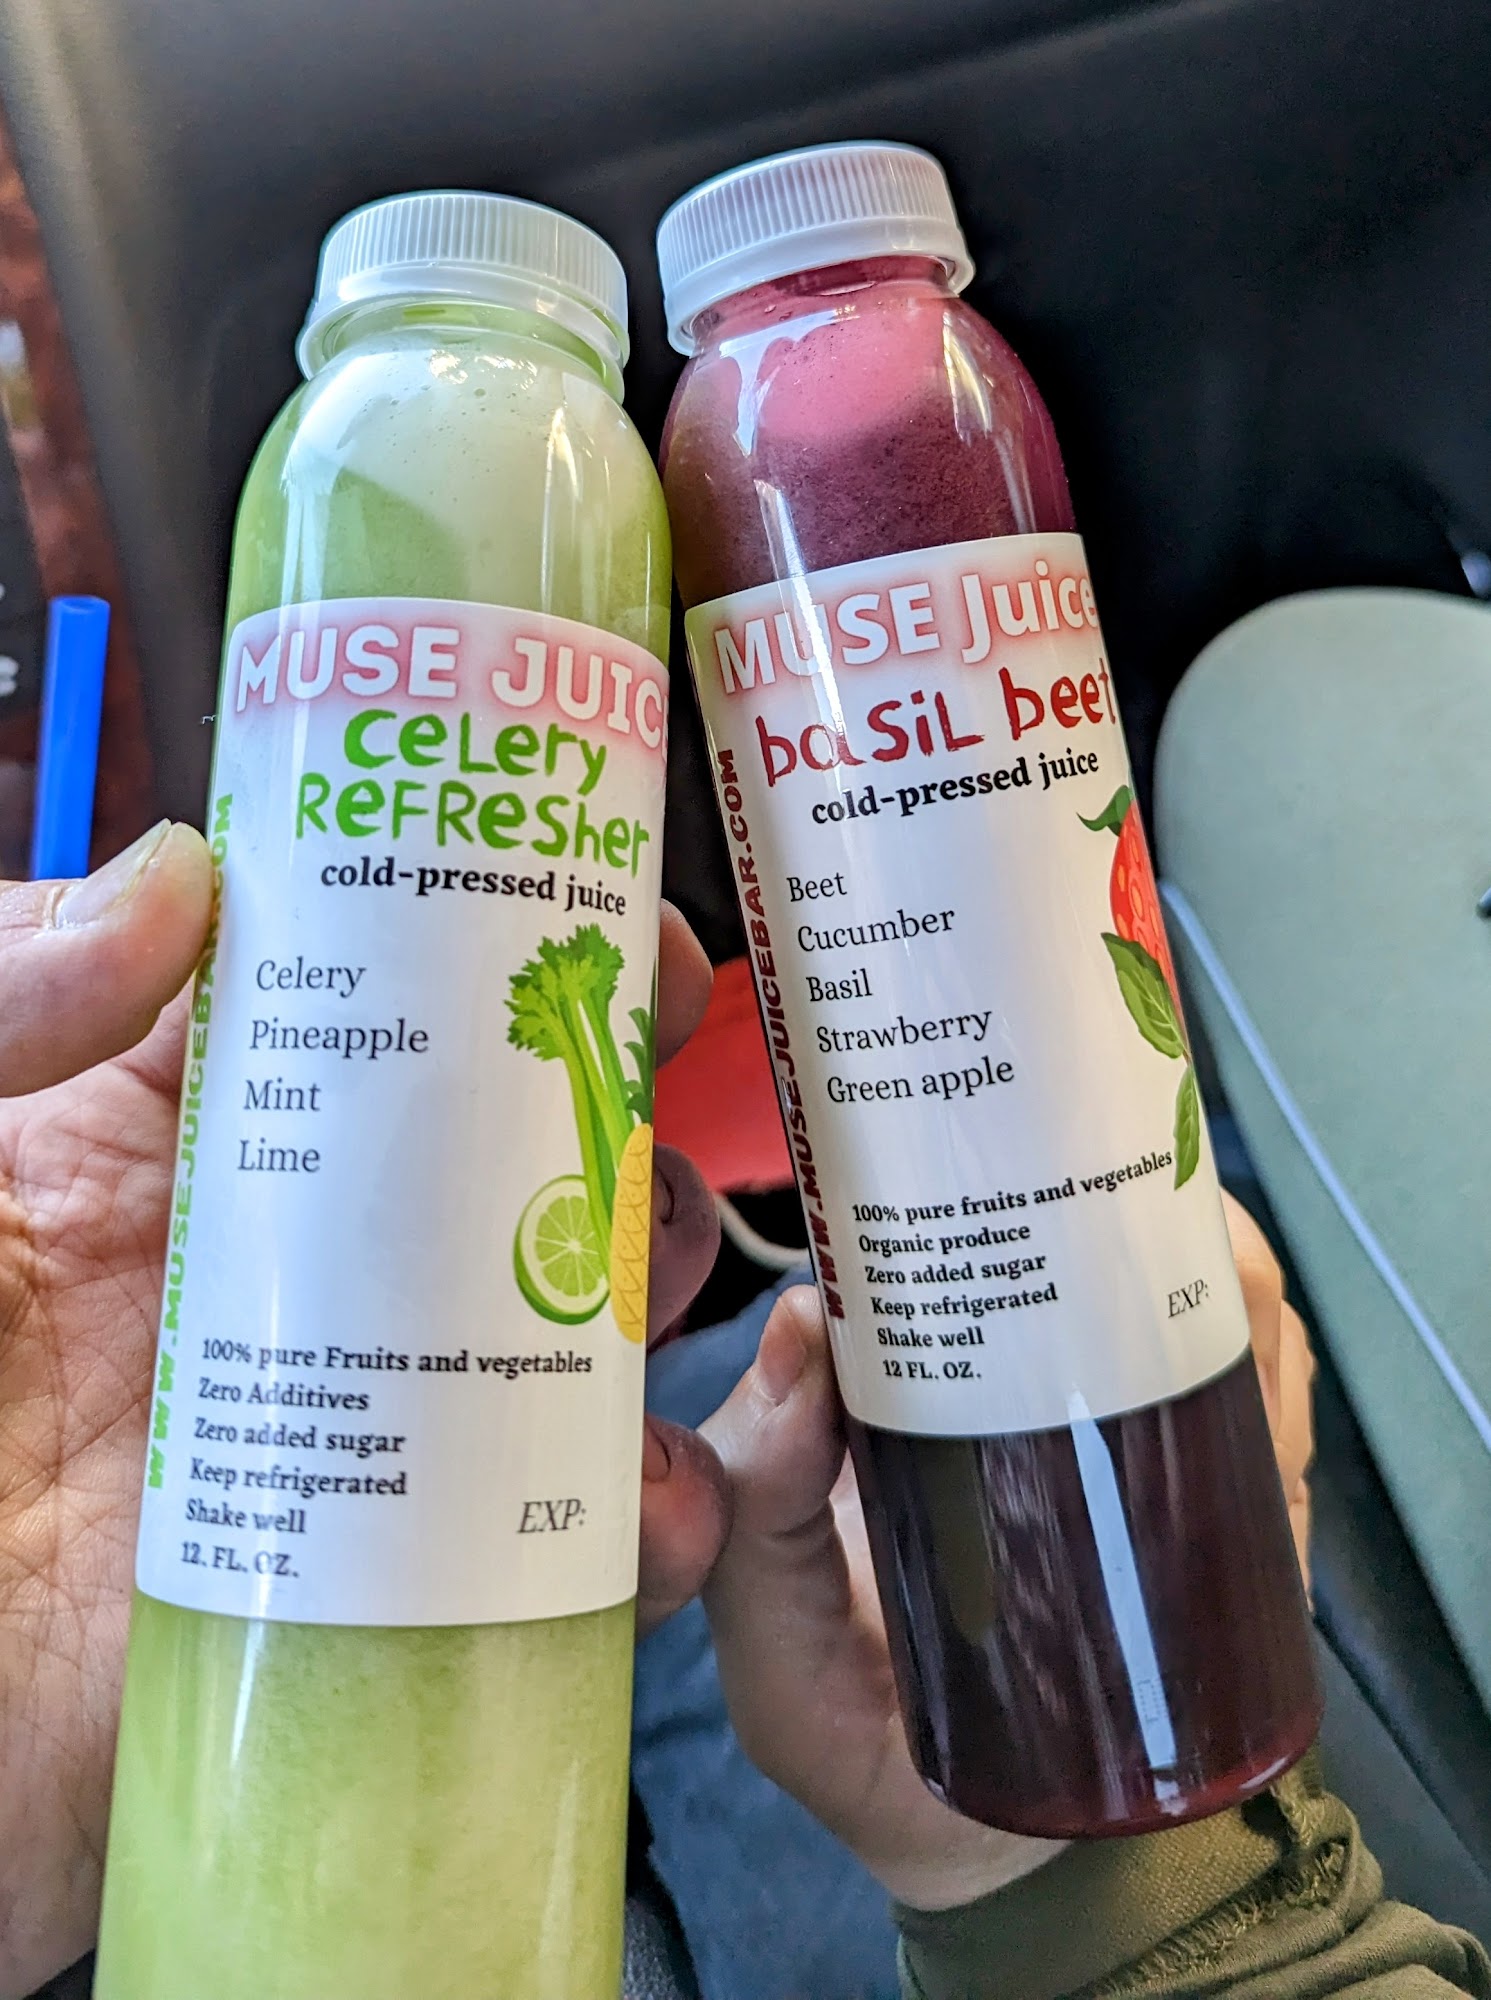 MUSE JUICE
celery
Refresher
cold-pressed juice
Celery
Pineapple
Mint
Lime
100% pure Fruits and vegetables
Zero Additives
Zero added sugar
Keep refrigerated
Shake well
12. FL. OZ.
EXP:
WWW.MUSEJUICEBAR.COM
MUSE Juice
basil beet
cold-pressed juice
Beet
Cucumber
Basil
Strawberry
Green apple
100% pure fruits and vegetables
Organic produce
Zero added sugar
Keep refrigerated
Shake well
12 FL. OZ.
EXP:
WWW.MUSEJUICEBAR.COM